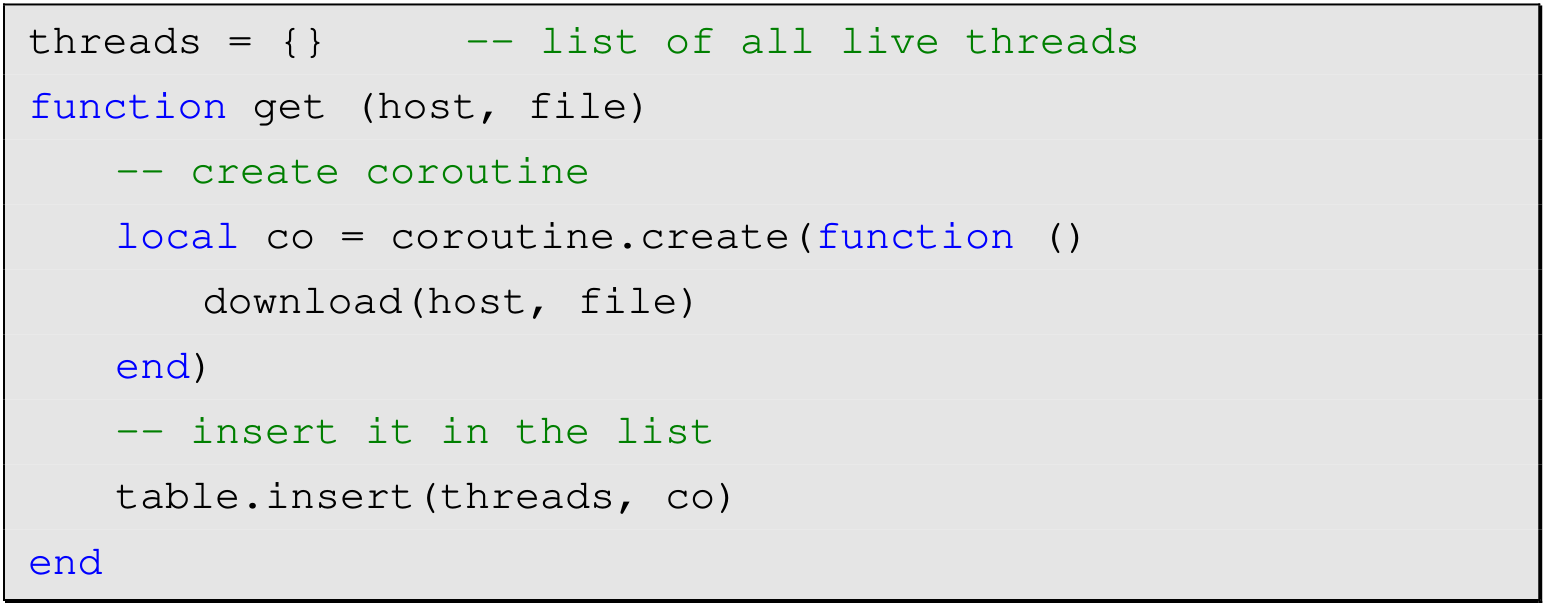 threads = {}      -- list of all live threads
function get (host, file)
    -- create coroutine
    local co = coroutine.create(function ()
        download(host, file)
    end)
    -- insert it in the list
    table.insert(threads, co)
end